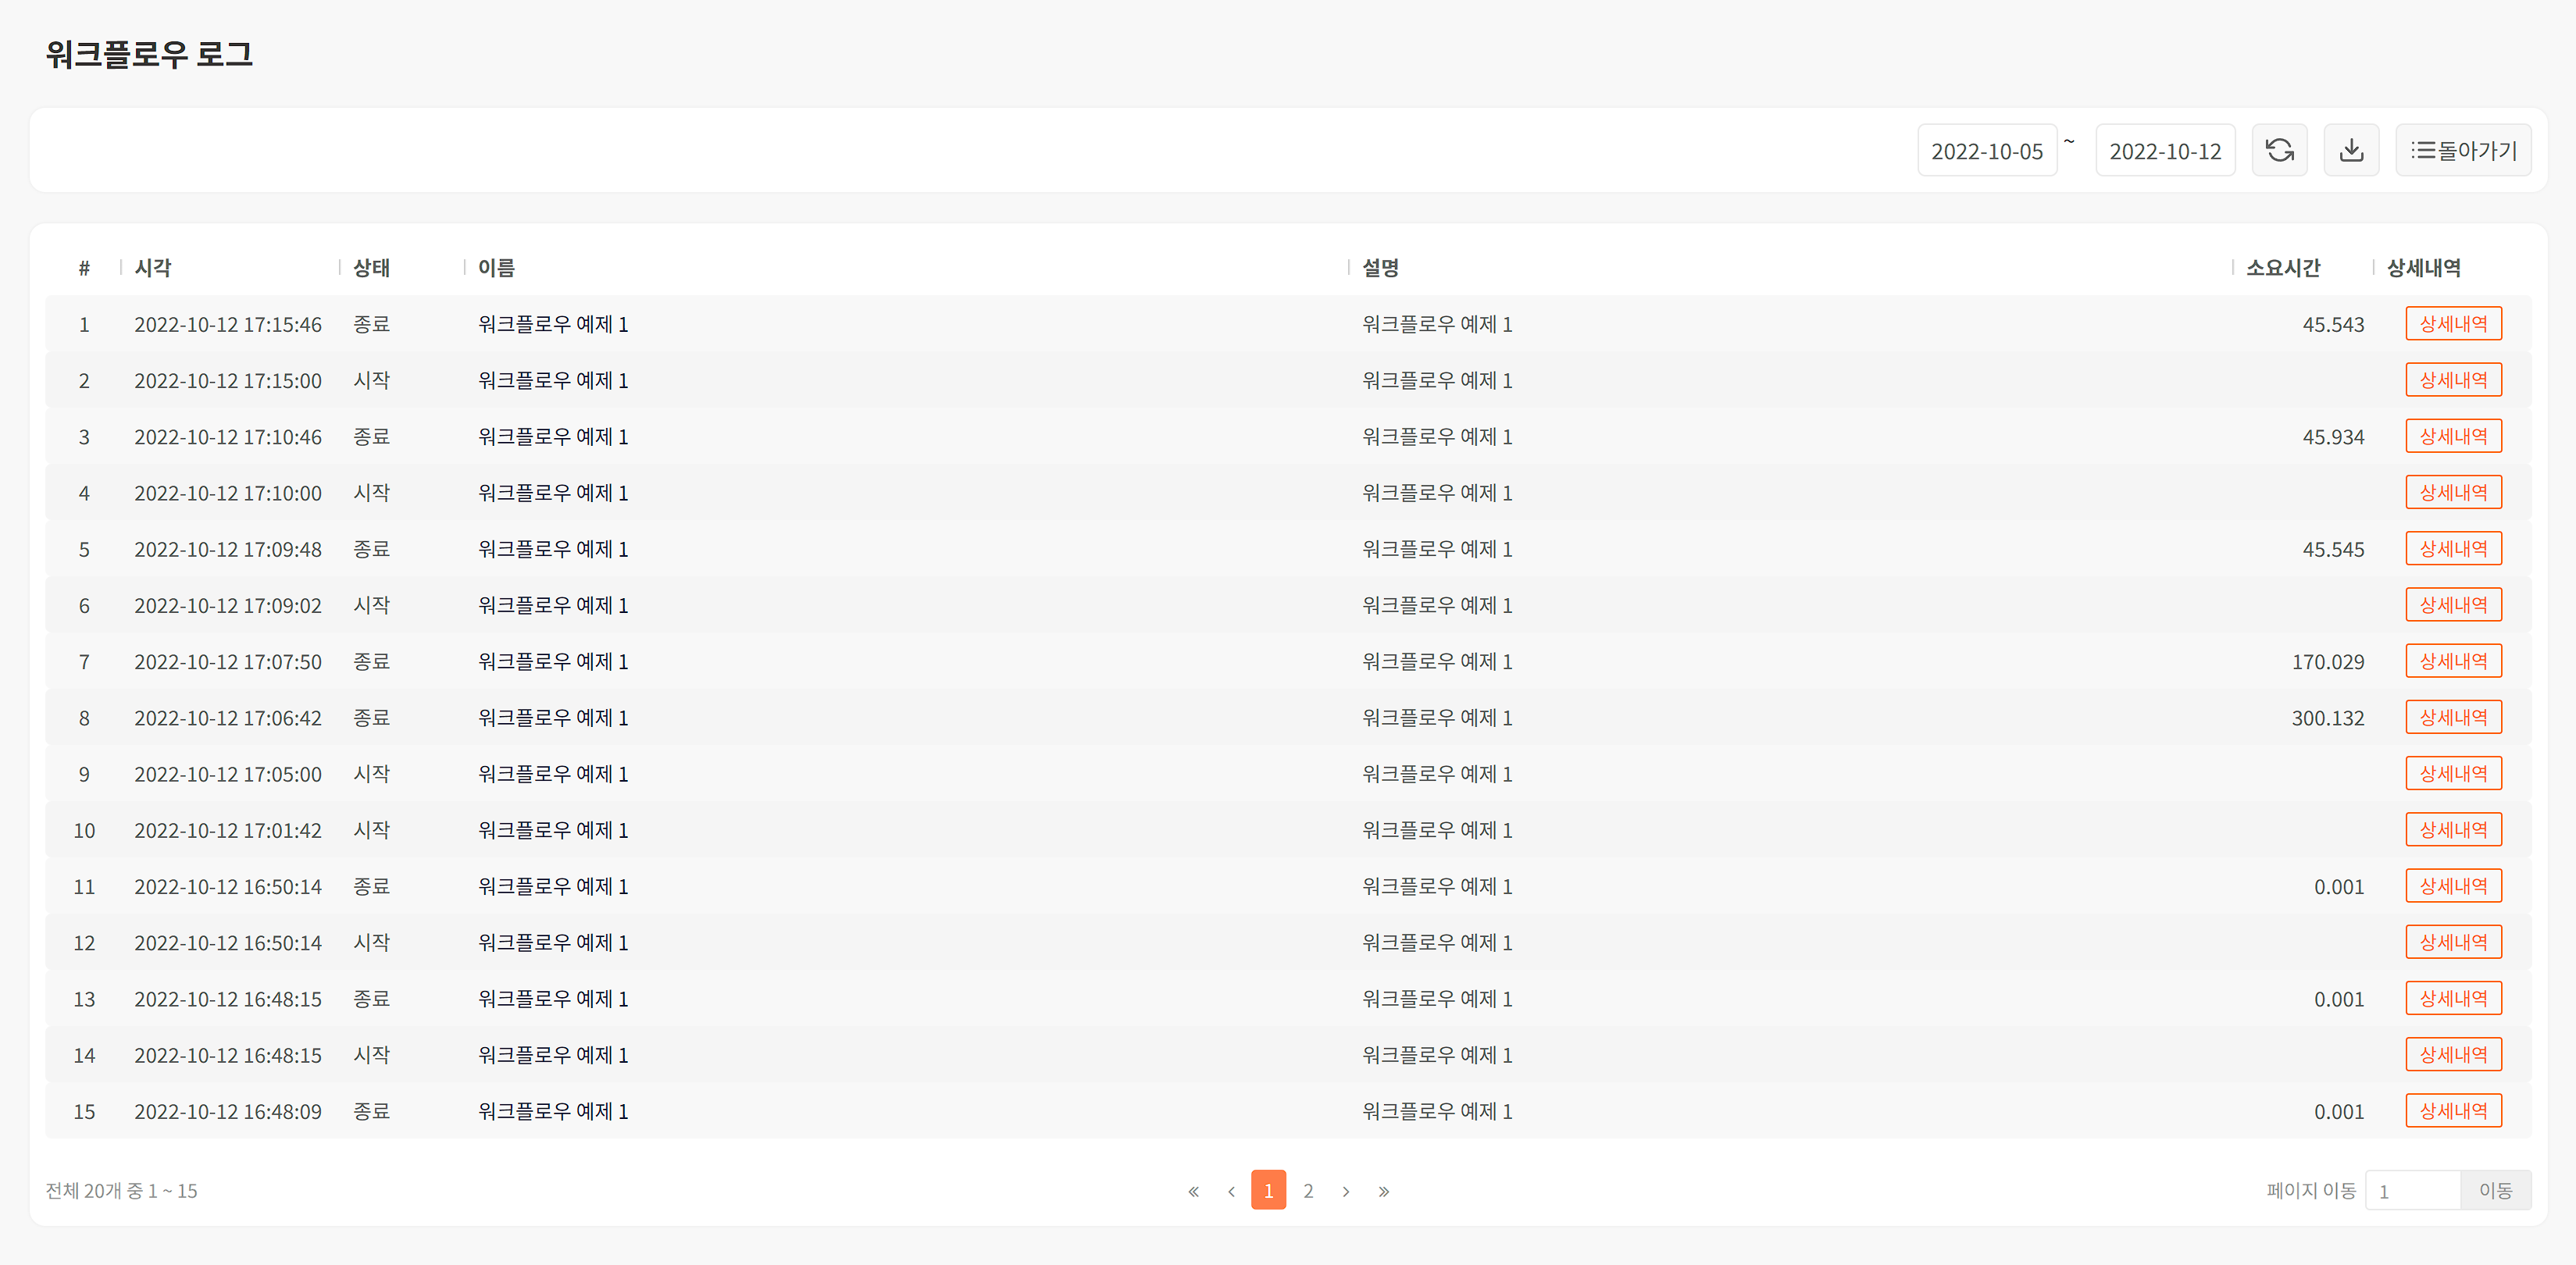 워크플로우 로그
2022-10-05 ~ 2022-10-12 돌아가기
# 시각 상태 이름 설명 소요시간 상세내역
1 2022-10-12 17:15:46 종료 워크플로우 예제 1 워크플로우 예제 1 45.543 상세내역
2 2022-10-12 17:15:00 시작 워크플로우 예제 1 워크플로우 예제 1 상세내역
3 2022-10-12 17:10:46 종료 워크플로우 예제 1 워크플로우 예제 1 45.934 상세내역
4 2022-10-12 17:10:00 시작 워크플로우 예제 1 워크플로우 예제 1 상세내역
5 2022-10-12 17:09:48 종료 워크플로우 예제 1 워크플로우 예제 1 45.545 상세내역
6 2022-10-12 17:09:02 시작 워크플로우 예제 1 워크플로우 예제 1 상세내역
7 2022-10-12 17:07:50 종료 워크플로우 예제 1 워크플로우 예제 1 170.029 상세내역
8 2022-10-12 17:06:42 종료 워크플로우 예제 1 워크플로우 예제 1 300.132 상세내역
9 2022-10-12 17:05:00 시작 워크플로우 예제 1 워크플로우 예제 1 상세내역
10 2022-10-12 17:01:42 시작 워크플로우 예제 1 워크플로우 예제 1 상세내역
11 2022-10-12 16:50:14 종료 워크플로우 예제 1 워크플로우 예제 1 0.001 상세내역
12 2022-10-12 16:50:14 시작 워크플로우 예제 1 워크플로우 예제 1 상세내역
13 2022-10-12 16:48:15 종료 워크플로우 예제 1 워크플로우 예제 1 0.001 상세내역
14 2022-10-12 16:48:15 시작 워크플로우 예제 1 워크플로우 예제 1 상세내역
15 2022-10-12 16:48:09 종료 워크플로우 예제 1 워크플로우 예제 1 0.001 상세내역
전체 20개 중 1 ~ 15 « ‹ 1 2 › » 페이지 이동 1 이동